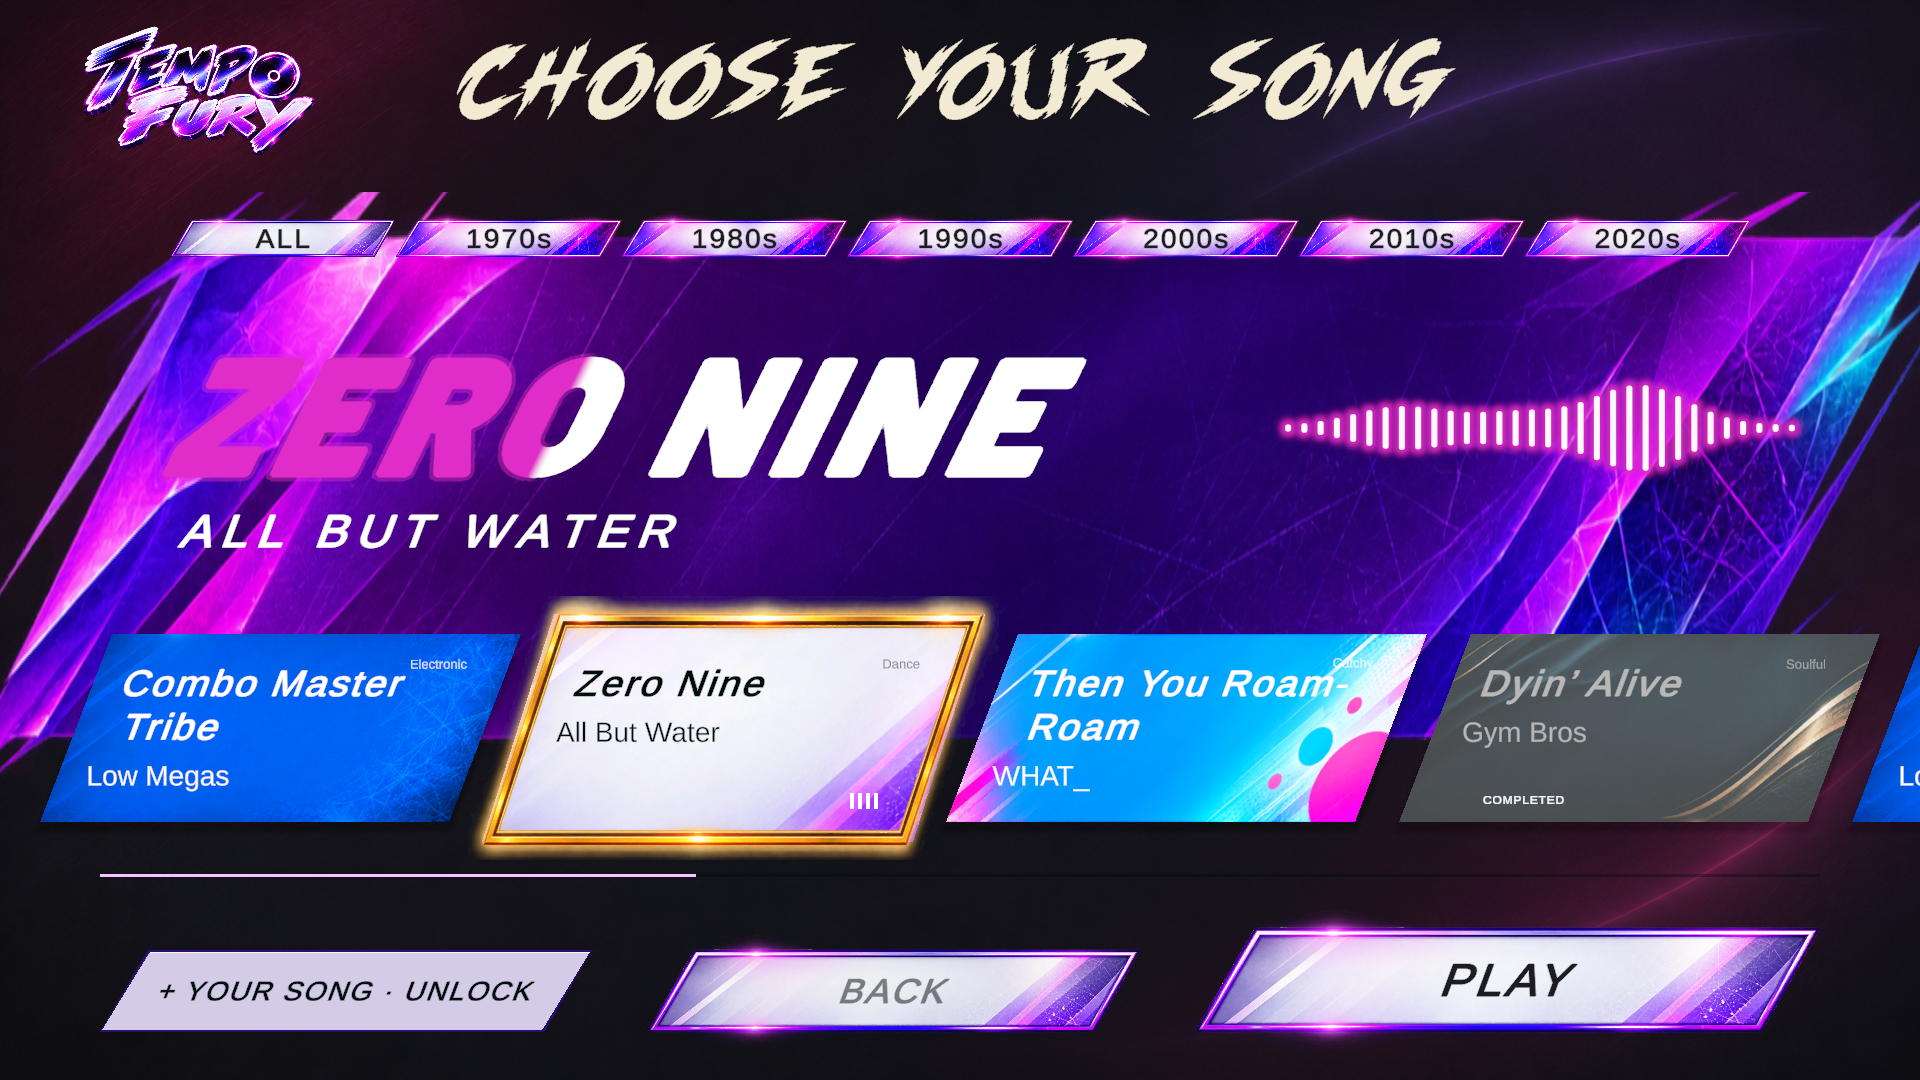 TEMPO
FURY
CHOOSE YOUR SONG
ALL
1970s
1980s
1990s
2000s
2010s
2020s
ZERO NINE
ALL BUT WATER
Electronic
Combo Master
Tribe
Low Megas
Dance
Zero Nine
All But Water
Catchy
Then You Roam-
Roam
WHAT_
Soulful
Dyin’ Alive
Gym Bros
COMPLETED
+ YOUR SONG · UNLOCK
BACK
PLAY